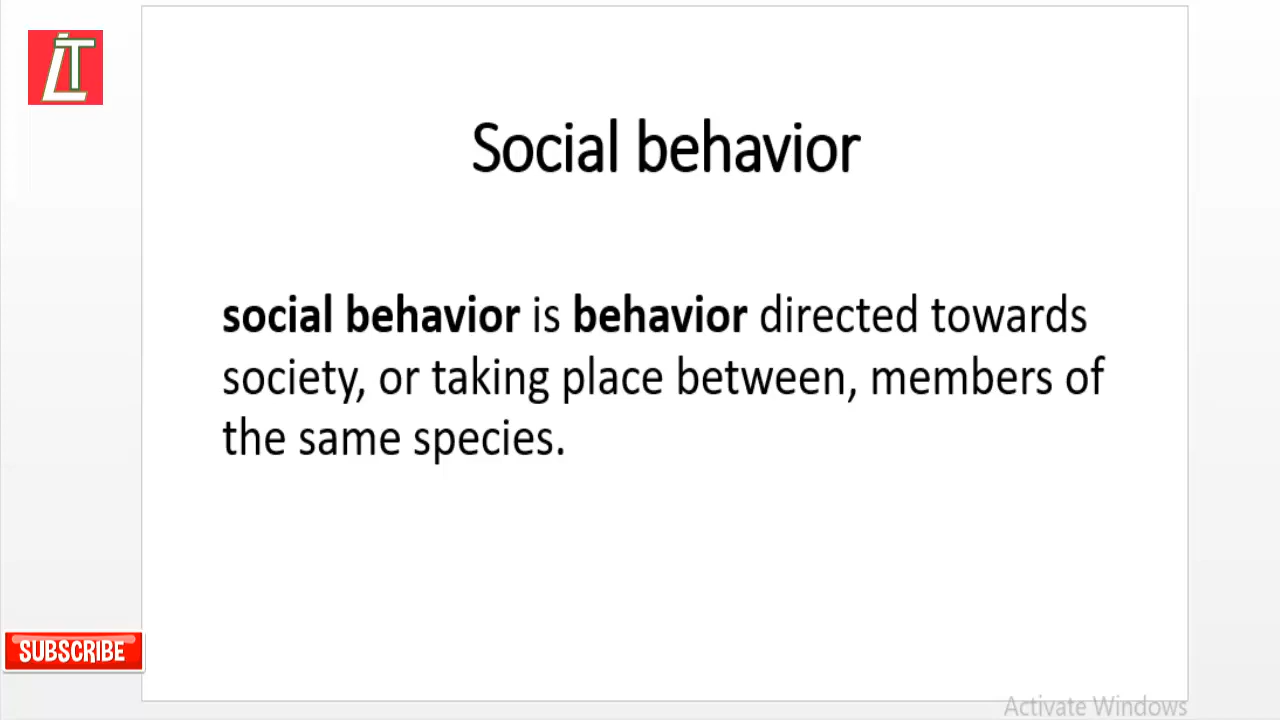 LT
Social behavior
social behavior is behavior directed towards
society, or taking place between, members of
the same species.
SUBSCRIBE
Activate Windows